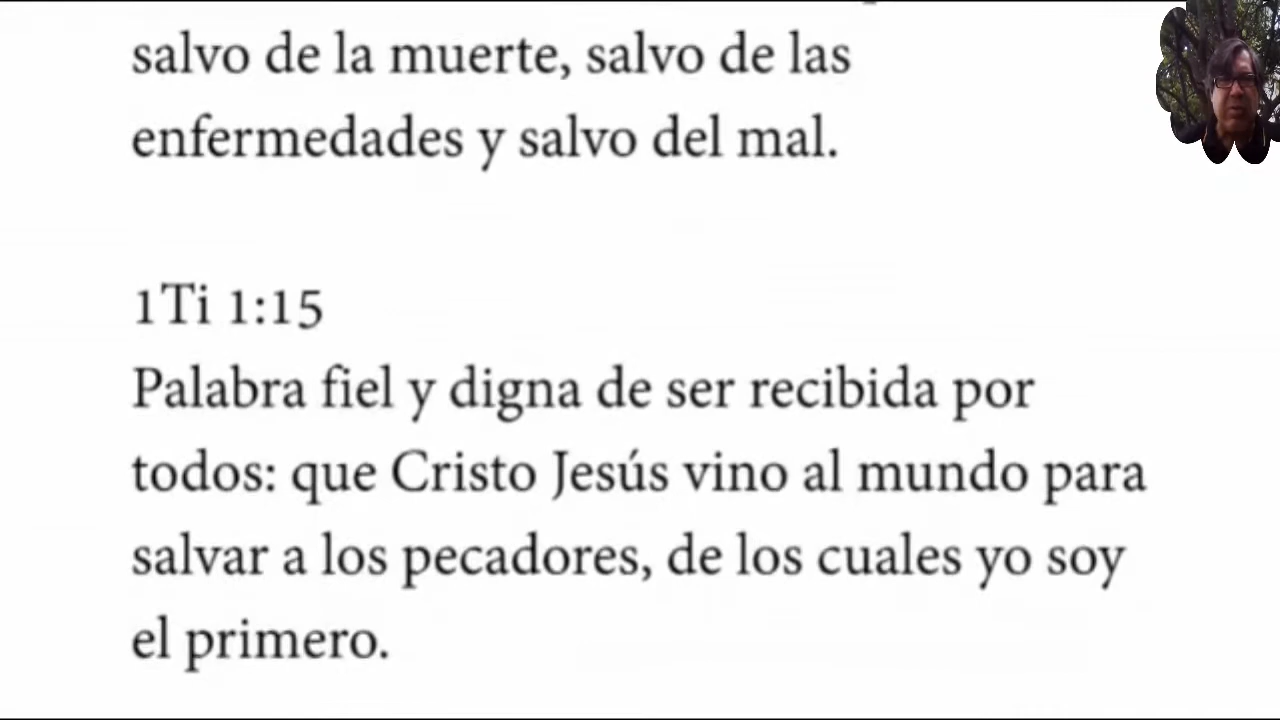 salvo de la muerte, salvo de las
enfermedades y salvo del mal.
1Ti 1:15
Palabra fiel y digna de ser recibida por
todos: que Cristo Jesús vino al mundo para
salvar a los pecadores, de los cuales yo soy
el primero.